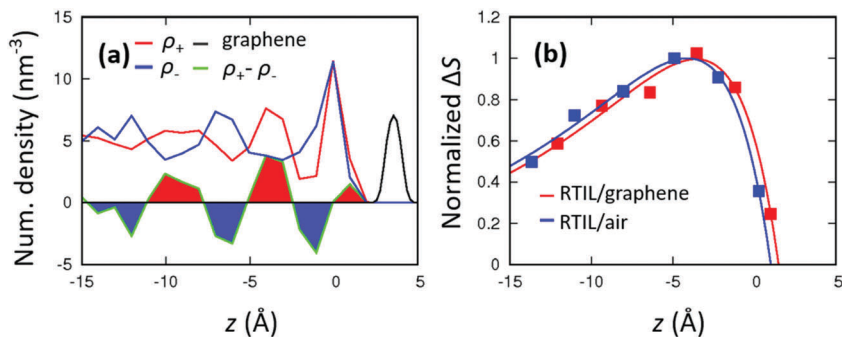 (a)
ρ+ graphene
ρ- ρ+- ρ-
Num. density (nm-3)
15
10
5
0
-5
-15 -10 -5 0 5
z (Å)
(b)
Normalized ΔS
1.2
1
0.8
0.6
0.4
0.2
0
RTIL/graphene
RTIL/air
-15 -10 -5 0 5
z (Å)